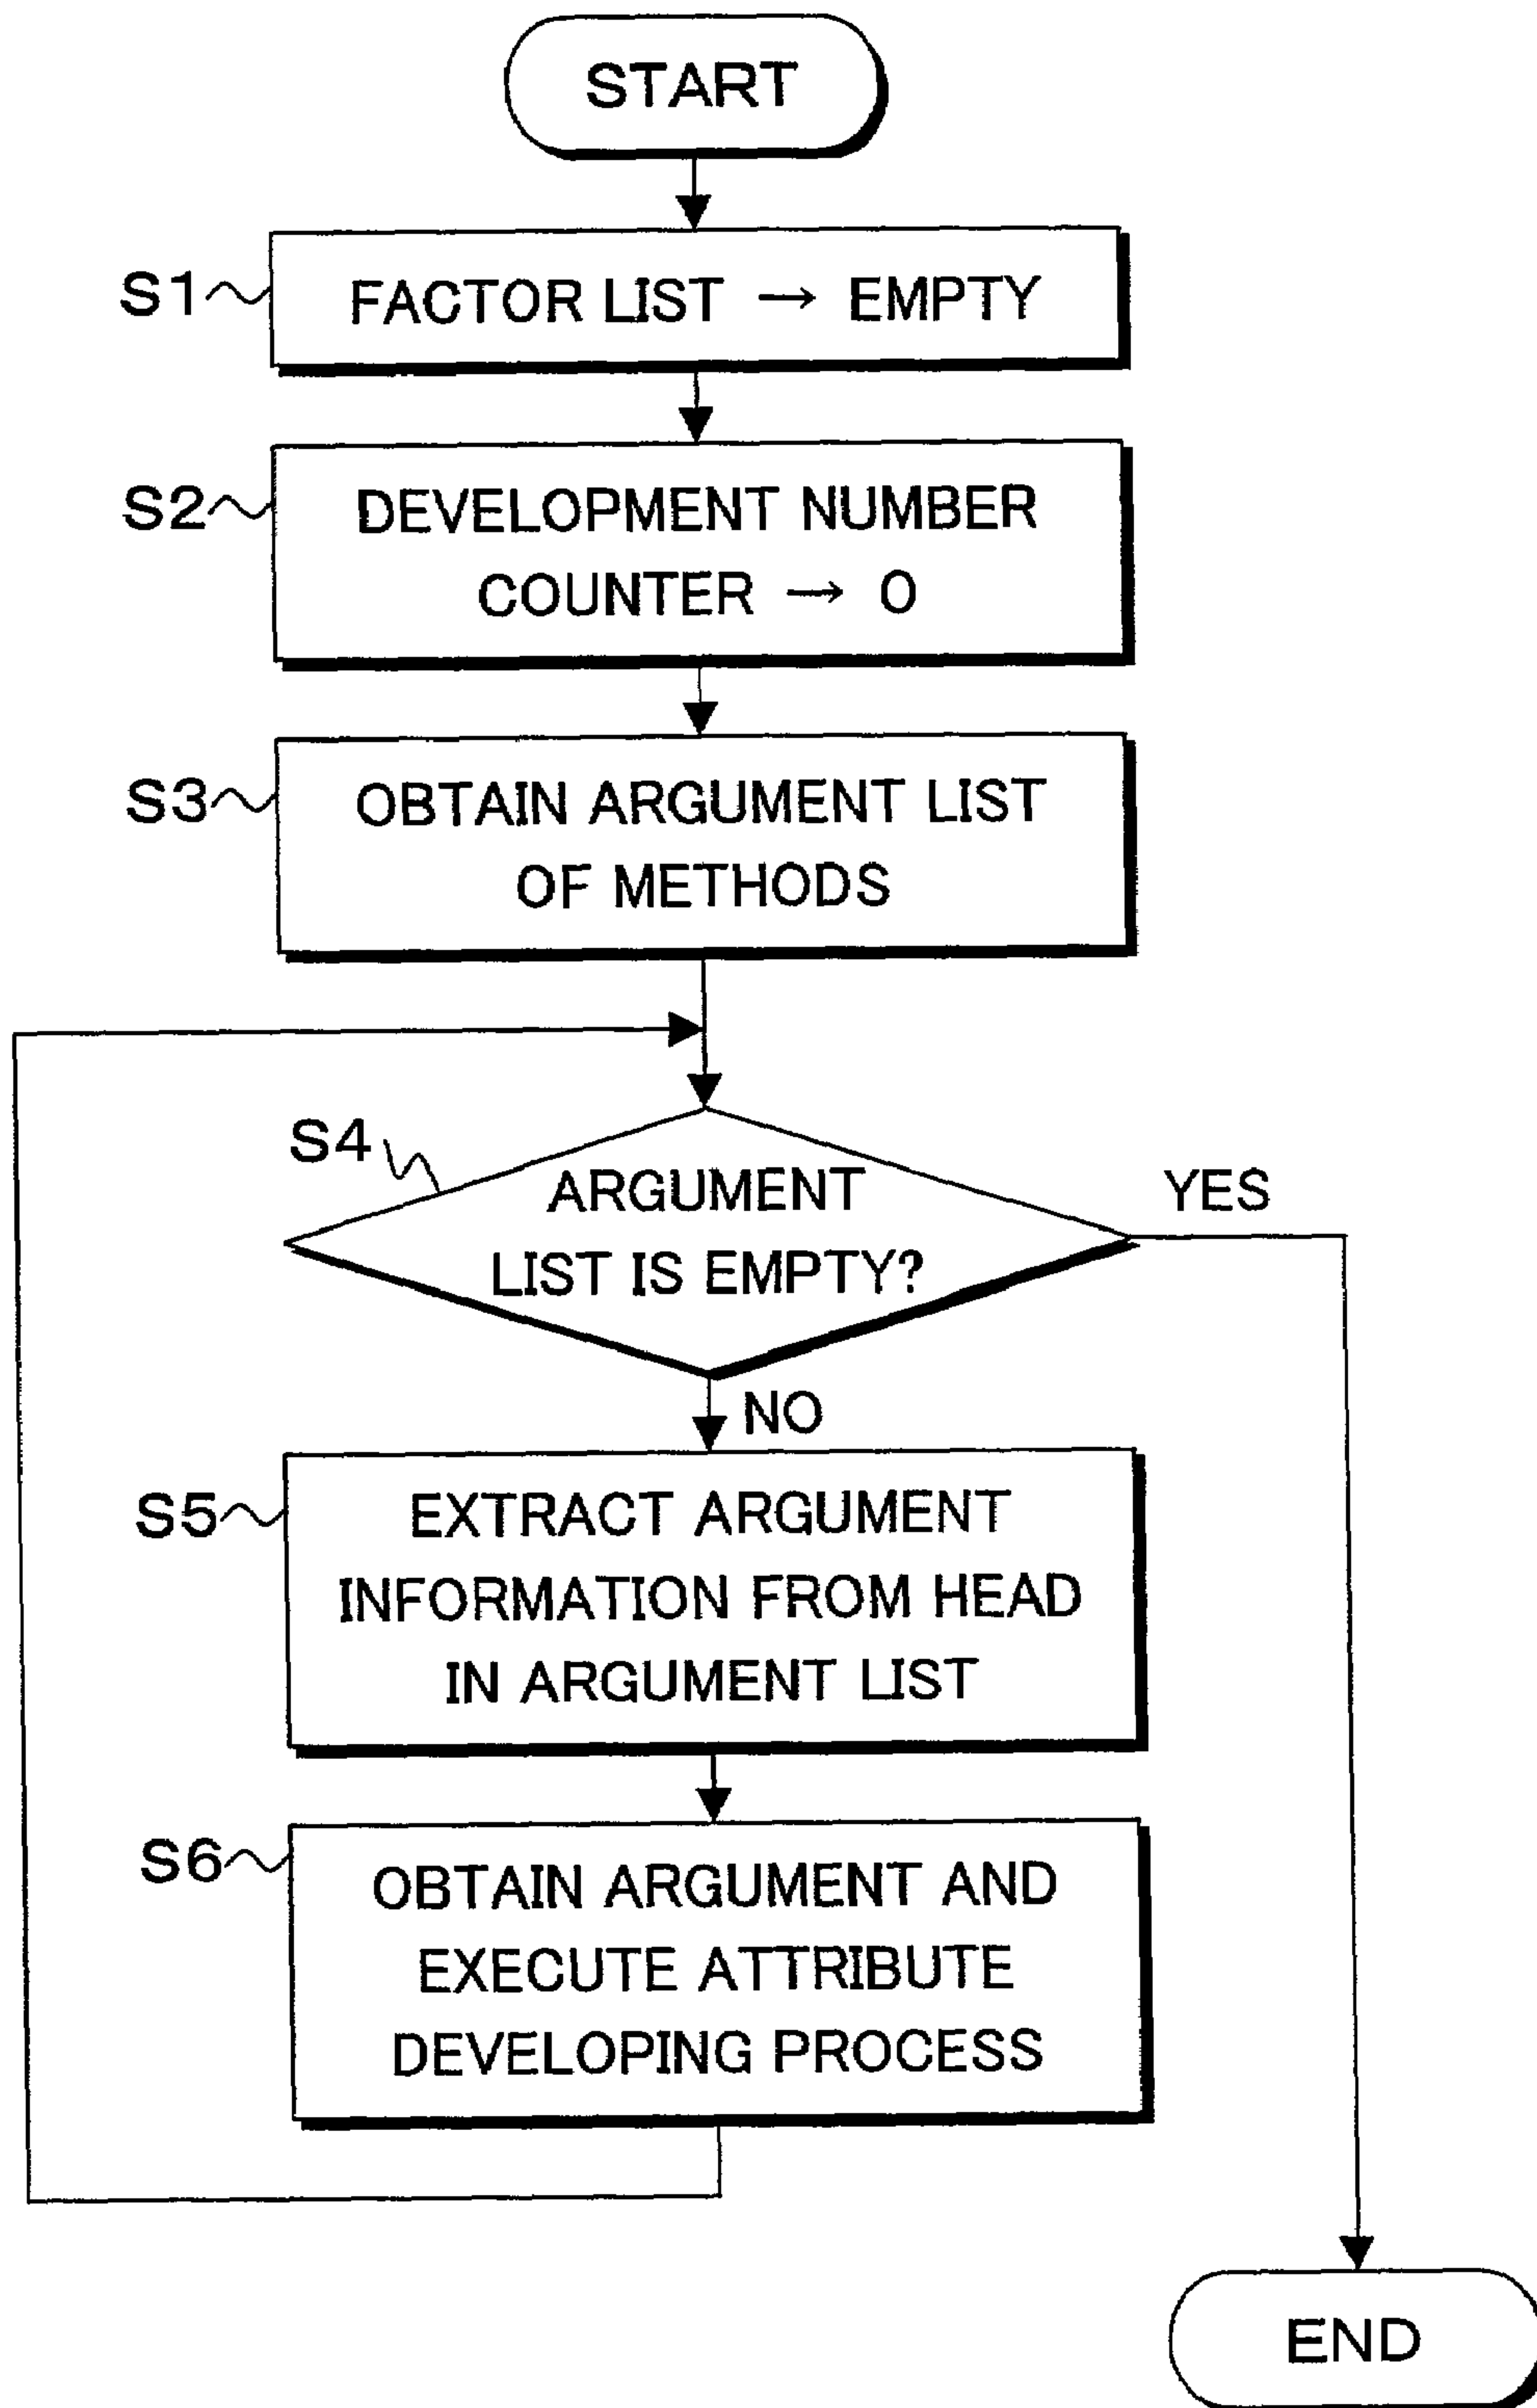 START
S1
FACTOR LIST → EMPTY
S2
DEVELOPMENT NUMBER
COUNTER → 0
S3
OBTAIN ARGUMENT LIST
OF METHODS
S4
ARGUMENT
LIST IS EMPTY?
YES
NO
S5
EXTRACT ARGUMENT
INFORMATION FROM HEAD
IN ARGUMENT LIST
S6
OBTAIN ARGUMENT AND
EXECUTE ATTRIBUTE
DEVELOPING PROCESS
END